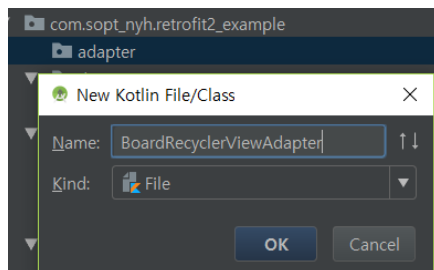 com.sopt_nyh.retrofit2_example
adapter
New Kotlin File/Class
Name: BoardRecyclerViewAdapter
Kind: File
OK Cancel